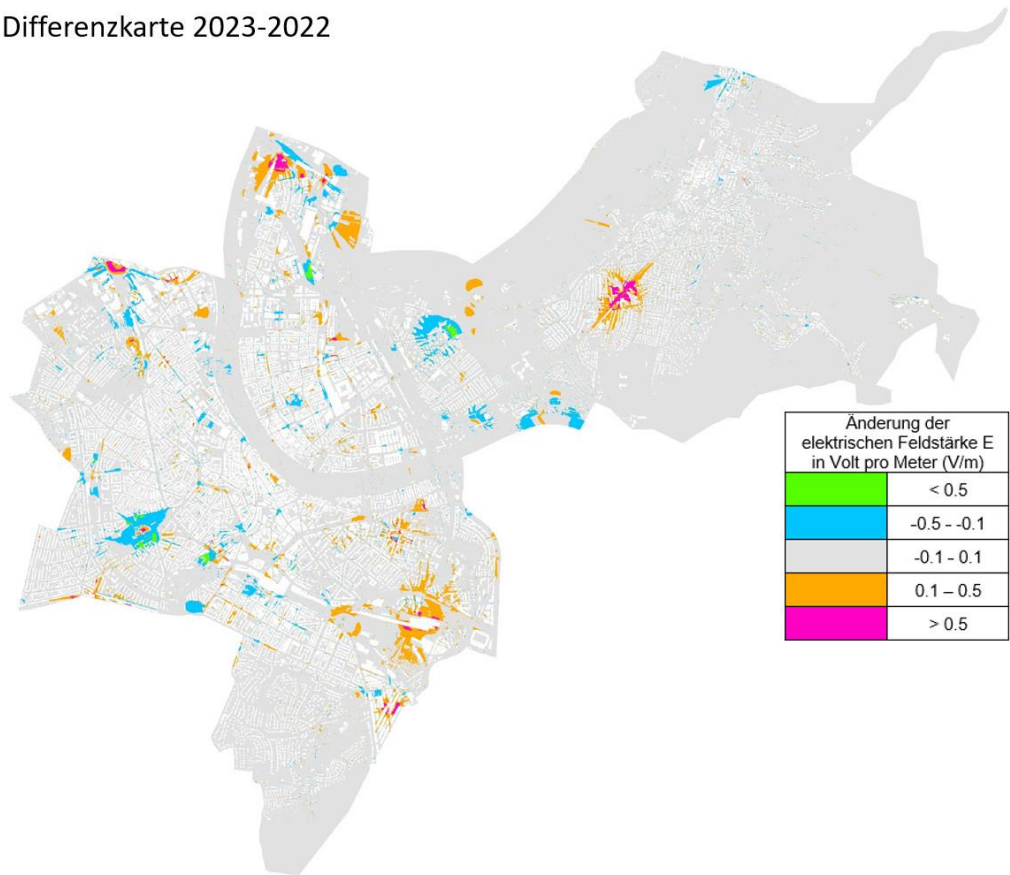 Differenzkarte 2023-2022
Änderung der
elektrischen Feldstärke E
in Volt pro Meter (V/m)
< 0.5
-0.5 - -0.1
-0.1 - 0.1
0.1 – 0.5
> 0.5